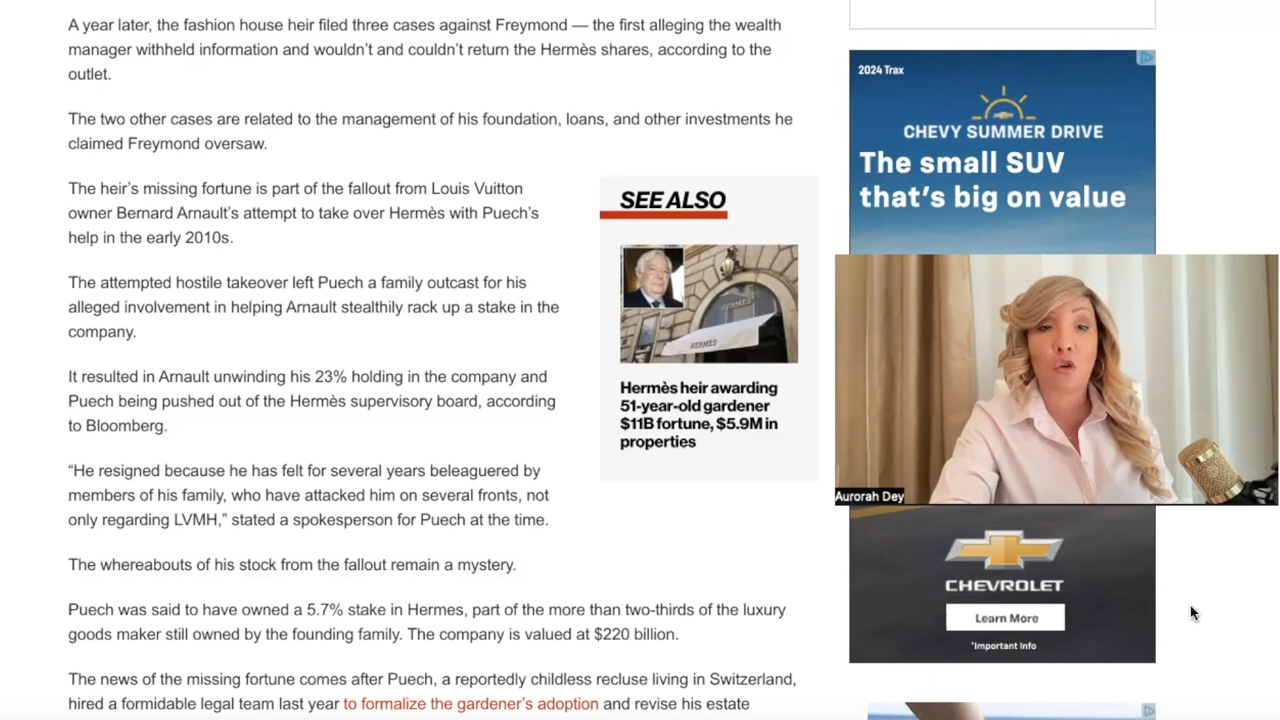 A year later, the fashion house heir filed three cases against Freymond — the first alleging the wealth
manager withheld information and wouldn’t and couldn’t return the Hermès shares, according to the
outlet.
The two other cases are related to the management of his foundation, loans, and other investments he
claimed Freymond oversaw.
The heir’s missing fortune is part of the fallout from Louis Vuitton
owner Bernard Arnault’s attempt to take over Hermès with Puech’s
help in the early 2010s.
The attempted hostile takeover left Puech a family outcast for his
alleged involvement in helping Arnault stealthily rack up a stake in the
company.
It resulted in Arnault unwinding his 23% holding in the company and
Puech being pushed out of the Hermès supervisory board, according
to Bloomberg.
“He resigned because he has felt for several years beleaguered by
members of his family, who have attacked him on several fronts, not
only regarding LVMH,” stated a spokesperson for Puech at the time.
The whereabouts of his stock from the fallout remain a mystery.
Puech was said to have owned a 5.7% stake in Hermes, part of the more than two-thirds of the luxury
goods maker still owned by the founding family. The company is valued at $220 billion.
The news of the missing fortune comes after Puech, a reportedly childless recluse living in Switzerland,
hired a formidable legal team last year to formalize the gardener’s adoption and revise his estate
SEE ALSO
HERMÈS
HERMÈS
Hermès heir awarding
51-year-old gardener
$11B fortune, $5.9M in
properties
2024 Trax
CHEVY SUMMER DRIVE
The small SUV
that’s big on value
Aurorah Dey
CHEVROLET
Learn More
*Important Info